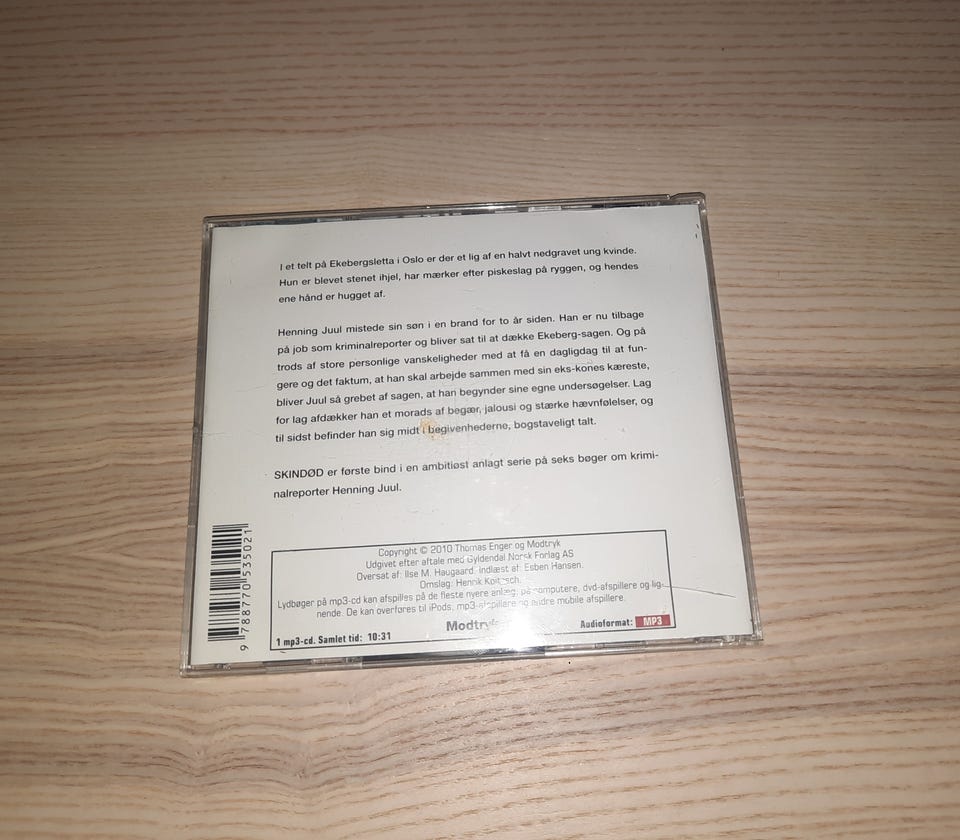 I et telt på Ekebergsletta i Oslo er der et lig af en halvt nedgravet ung kvinde.
Hun er blevet stenet ihjel, har mærker efter piskeslag på ryggen, og hendes
ene hånd er hugget af.
Henning Juul mistede sin søn i en brand for to år siden. Han er nu tilbage
på job som kriminalreporter og bliver sat til at dække Ekeberg-sagen. Og på
trods af store personlige vanskeligheder med at få en dagligdag til at fun-
gere og det faktum, at han skal arbejde sammen med sin eks-kones kæreste,
bliver Juul så grebet af sagen, at han begynder sine egne undersøgelser. Lag
for lag afdækker han et morads af begær, jalousi og stærke hævnfølelser, og
til sidst befinder han sig midt i begivenhederne, bogstaveligt talt.
SKINDØD er første bind i en ambitiøst anlagt serie på seks bøger om krimi-
nalreporter Henning Juul.
Copyright © 2010 Thomas Enger og Modtryk
Udgivet efter aftale med Gyldendal Norsk Forlag AS
Oversat af: Ilse M. Haugaard. Indlæst af: Esben Hansen.
Omslag: Henrik
Lydbøger på mp3-cd kan afspilles på de fleste nyere anlæg, på computere, dvd-afspillere og lig-
nende. De kan overføres til iPods, mp3-afspillere og andre mobile afspillere.
1 mp3-cd. Samlet tid: 10:31
Modtryk
Audioformat: MP3
9 788770 535021